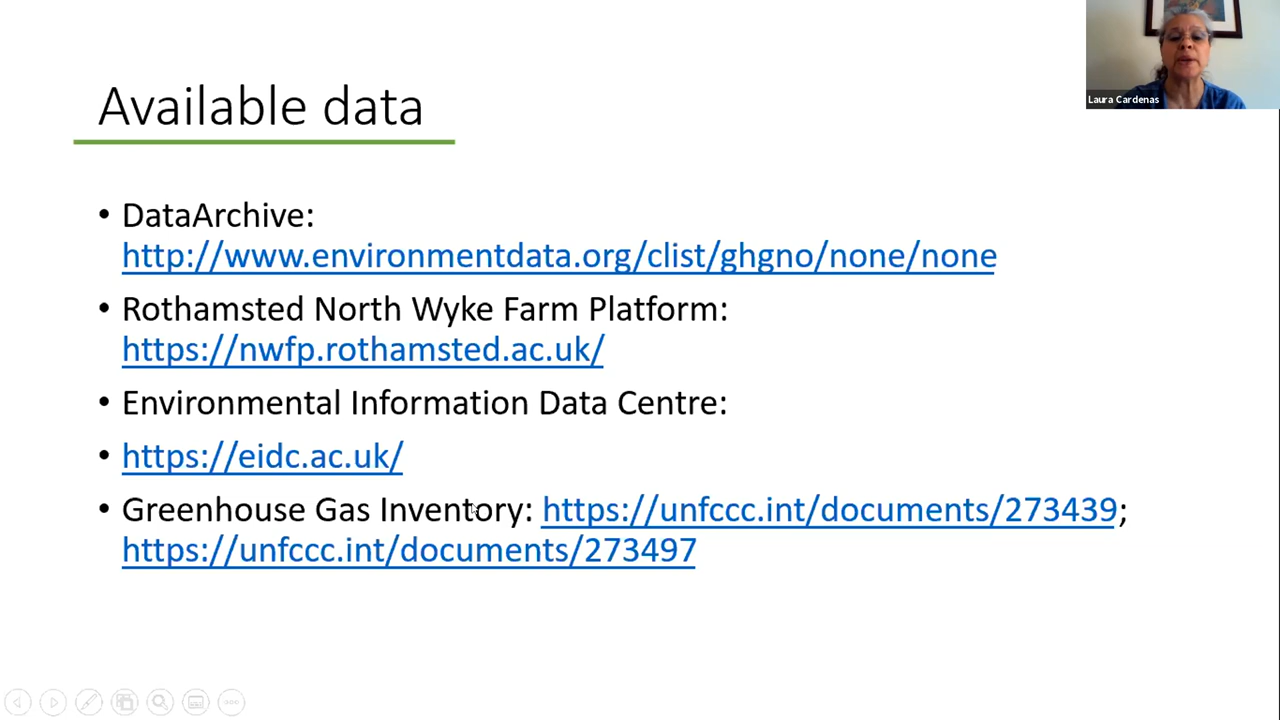 Laura Cardenas
Available data
• DataArchive:
http://www.environmentdata.org/clist/ghgno/none/none
• Rothamsted North Wyke Farm Platform:
https://nwfp.rothamsted.ac.uk/
• Environmental Information Data Centre:
• https://eidc.ac.uk/
• Greenhouse Gas Inventory: https://unfccc.int/documents/273439;
https://unfccc.int/documents/273497